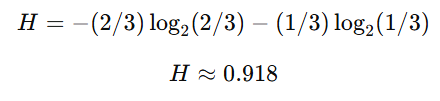 H = −(2/3) log₂(2/3) − (1/3) log₂(1/3)
H ≈ 0.918